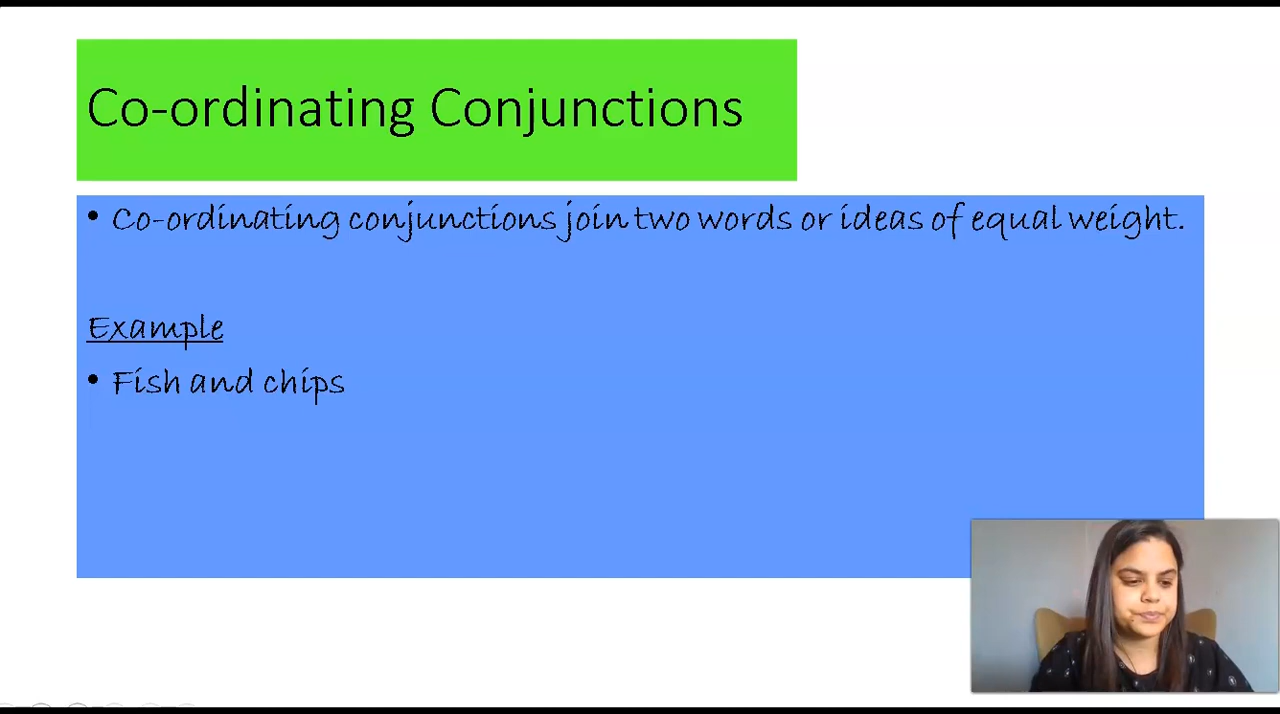 Co-ordinating Conjunctions
• Co-ordinating conjunctions join two words or ideas of equal weight.
Example
• Fish and chips